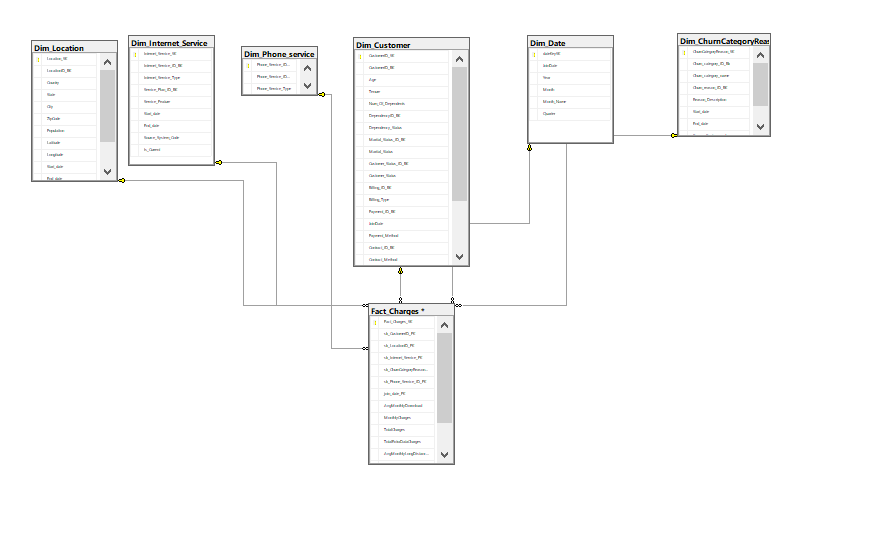 Dim_Location
Location_SK
LocationID_BK
Country
State
City
ZipCode
Population
Latitude
Longitude
Start_date
End_date
Dim_Internet_Service
Internet_Service_SK
Internet_Service_ID_BK
Internet_Service_Type
Service_Plan_ID_BK
Service_Feature
Start_date
End_date
Source_System_Code
Is_Current
Dim_Phone_service
Phone_Service_ID...
Phone_Service_ID...
Phone_Service_Type
Dim_Customer
CustomerID_SK
CustomerID_BK
Age
Tenure
Num_Of_Dependents
DependencyID_BK
Dependency_Status
Marital_Status_ID_BK
Marital_Status
Customer_Status_ID_BK
Customer_Status
Billing_ID_BK
Billing_Type
Payment_ID_BK
JoinDate
Payment_Method
Contract_ID_BK
Contract_Method
Dim_Date
dateKeySK
JoinDate
Year
Month
Month_Name
Quarter
Dim_ChurnCategoryReas
ChurnCategoryReason_SK
Churn_category_ID_BK
Churn_category_name
Churn_reason_ID_BK
Reason_Description
Start_date
End_date
Fact_Charges *
Fact_Charges_SK
sk_CustomerID_FK
sk_LocationID_FK
sk_Internet_Service_FK
sk_ChurnCategoryReason...
sk_Phone_Service_ID_FK
join_date_FK
AvgMonthlyDownload
MonthlyCharges
TotalCharges
TotalExtraDataCharges
AvgMonthlyLongDistanc...